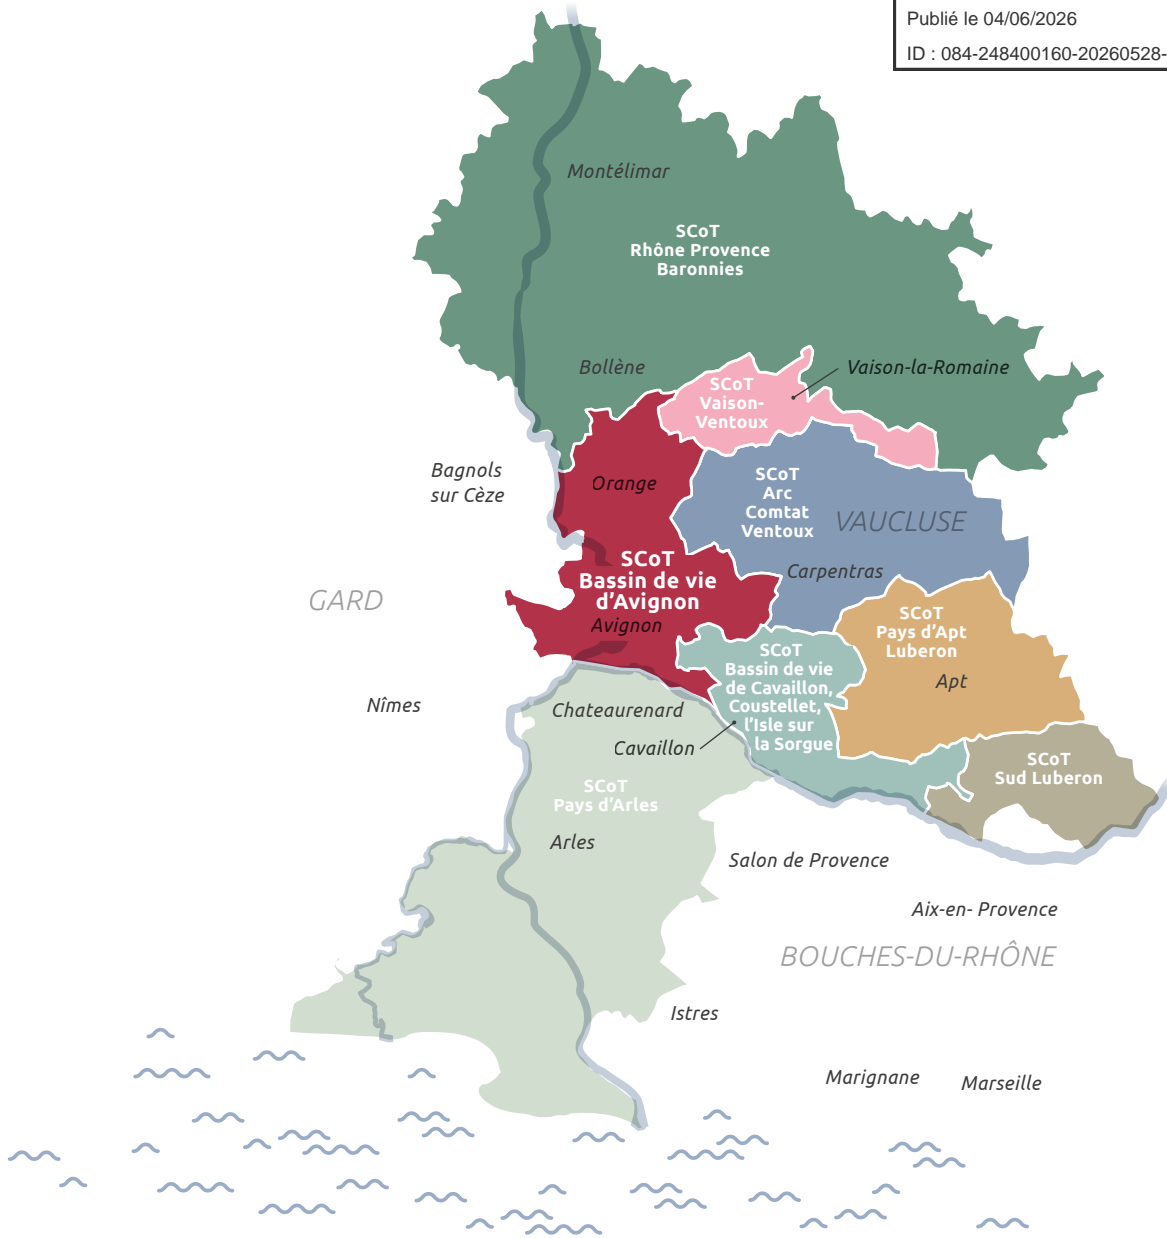 Publié le 04/06/2026
ID : 084-248400160-20260528-
Montélimar
SCoT
Rhône Provence
Baronnies
Bollène
Vaison-la-Romaine
SCoT
Vaison-
Ventoux
Bagnols
sur Cèze
Orange
SCoT
Arc
Comtat
Ventoux
VAUCLUSE
SCoT
Bassin de vie
d'Avignon
Avignon
Carpentras
GARD
SCoT
Pays d'Apt
Luberon
Apt
SCoT
Bassin de vie
de Cavaillon,
Coustellet,
l'Isle sur
la Sorgue
Nîmes
Chateaurenard
Cavaillon
SCoT
Sud Luberon
SCoT
Pays d'Arles
Arles
Salon de Provence
Aix-en- Provence
BOUCHES-DU-RHÔNE
Istres
Marignane
Marseille